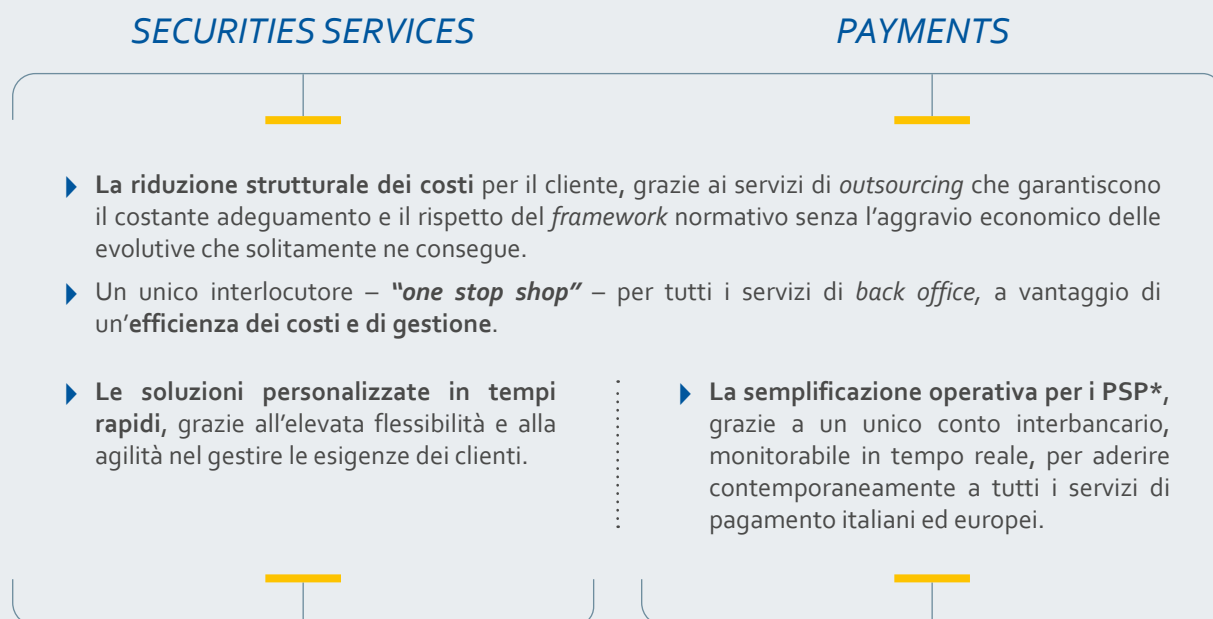 SECURITIES SERVICES
PAYMENTS
La riduzione strutturale dei costi per il cliente, grazie ai servizi di outsourcing che garantiscono
il costante adeguamento e il rispetto del framework normativo senza l’aggravio economico delle
evolutive che solitamente ne consegue.
Un unico interlocutore – “one stop shop” – per tutti i servizi di back office, a vantaggio di
un’efficienza dei costi e di gestione.
Le soluzioni personalizzate in tempi
rapidi, grazie all’elevata flessibilità e alla
agilità nel gestire le esigenze dei clienti.
La semplificazione operativa per i PSP*,
grazie a un unico conto interbancario,
monitorabile in tempo reale, per aderire
contemporaneamente a tutti i servizi di
pagamento italiani ed europei.